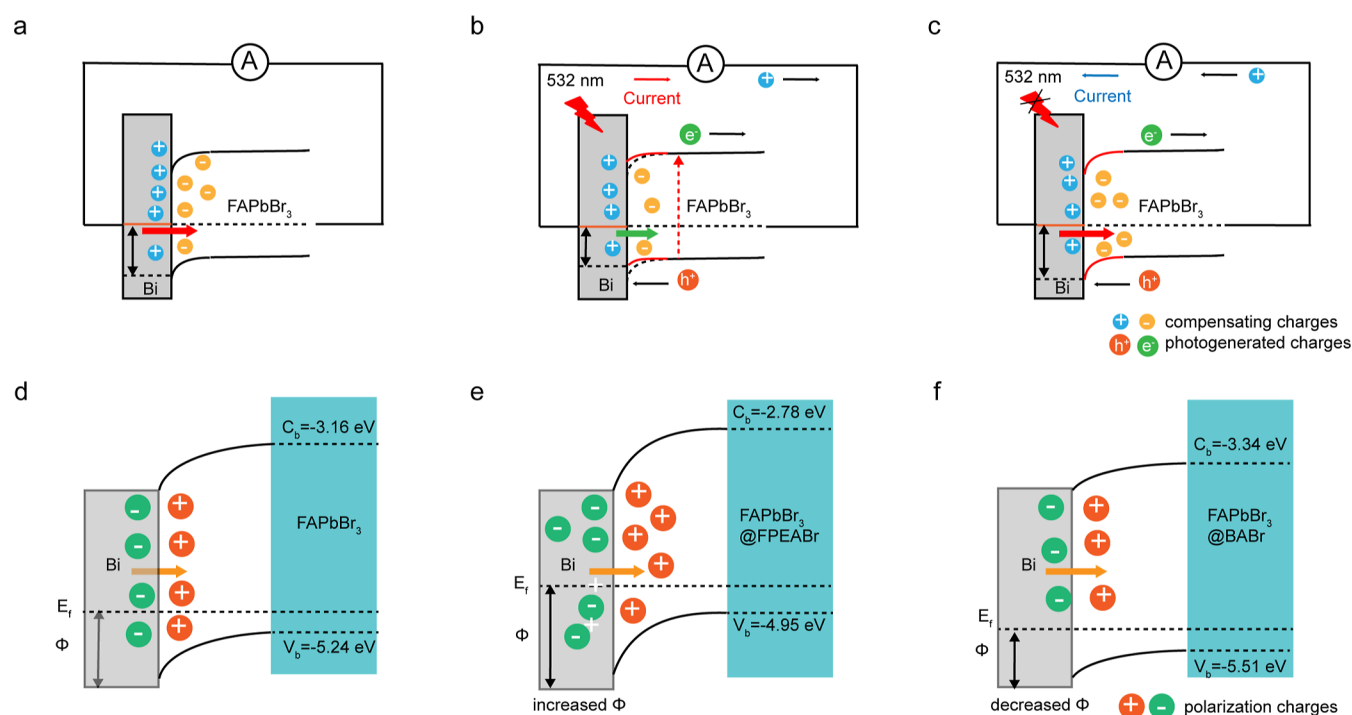 a
b
c
A
532 nm
A
+
Current
532 nm
A
+
Current
e-
e-
FAPbBr3
FAPbBr3
FAPbBr3
Bi
Bi
h+
Bi
h+
+ - compensating charges
h+ e- photogenerated charges
d
e
f
Cb=-3.16 eV
FAPbBr3
Bi
Ef
Φ
Vb=-5.24 eV
Cb=-2.78 eV
FAPbBr3
@FPEABr
Bi
Ef
Φ
Vb=-4.95 eV
increased Φ
Cb=-3.34 eV
FAPbBr3
@BABr
Bi
Ef
Φ
Vb=-5.51 eV
decreased Φ
+ - polarization charges